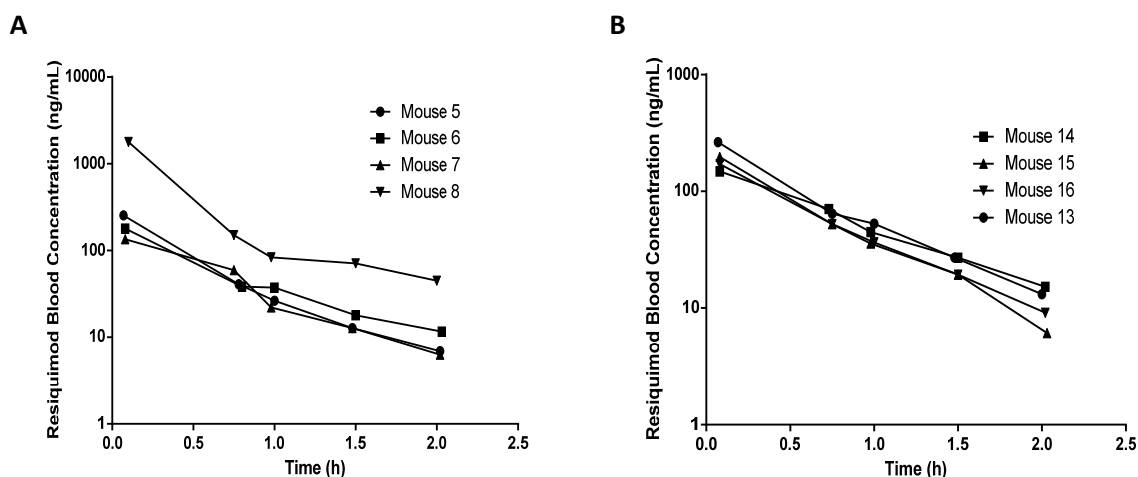 A
Resiquimod Blood Concentration (ng/mL)
10000
1000
100
10
1
0.0 0.5 1.0 1.5 2.0 2.5
Time (h)
Mouse 5
Mouse 6
Mouse 7
Mouse 8
B
Resiquimod Blood Concentration (ng/mL)
1000
100
10
1
0.0 0.5 1.0 1.5 2.0 2.5
Time (h)
Mouse 14
Mouse 15
Mouse 16
Mouse 13